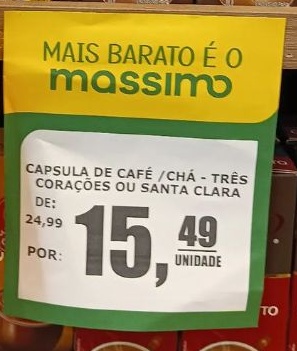 MAIS BARATO É O
massimo
CAPSULA DE CAFÉ /CHÁ - TRÊS
CORAÇÕES OU SANTA CLARA
DE:
24,99
POR:
15,49
UNIDADE
TO